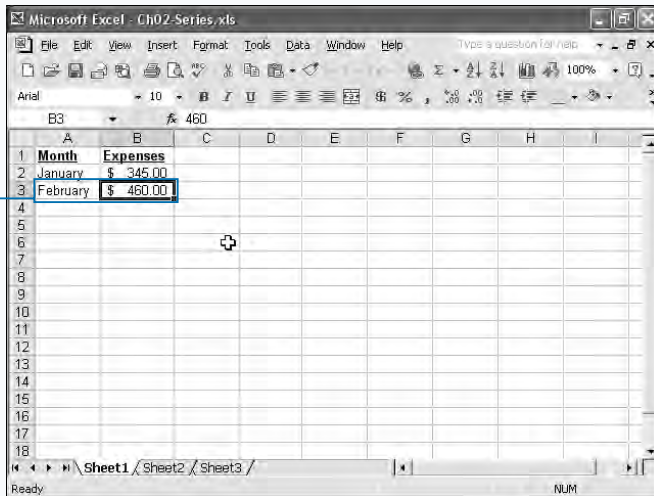 Microsoft Excel - Ch02-Series.xls
File Edit View Insert Format Tools Data Window Help Type a question for help
100%
Arial 10 B I U
B3 fx 460
A B C D E F G H I
1 Month Expenses
2 January $ 345.00
3 February $ 460.00
4
5
6
7
8
9
10
11
12
13
14
15
16
17
18
Sheet1 / Sheet2 / Sheet3 /
Ready NUM